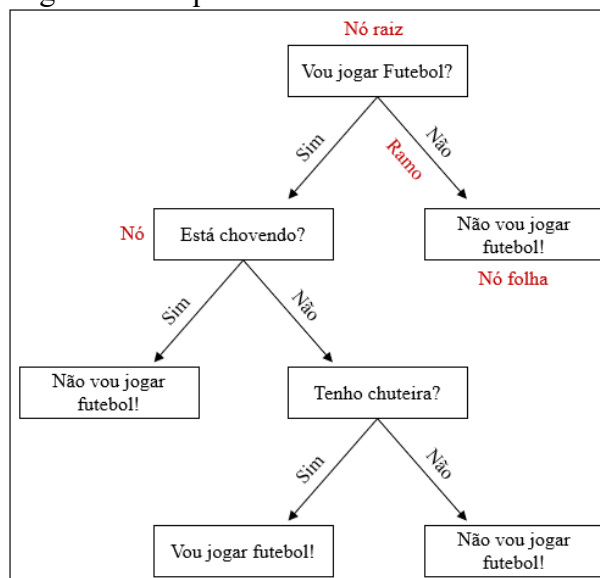 Nó raiz
Vou jogar Futebol?
Sim
Ramo
Não
Nó
Está chovendo?
Não vou jogar
futebol!
Nó folha
Sim
Não
Não vou jogar
futebol!
Tenho chuteira?
Sim
Não
Vou jogar futebol!
Não vou jogar
futebol!